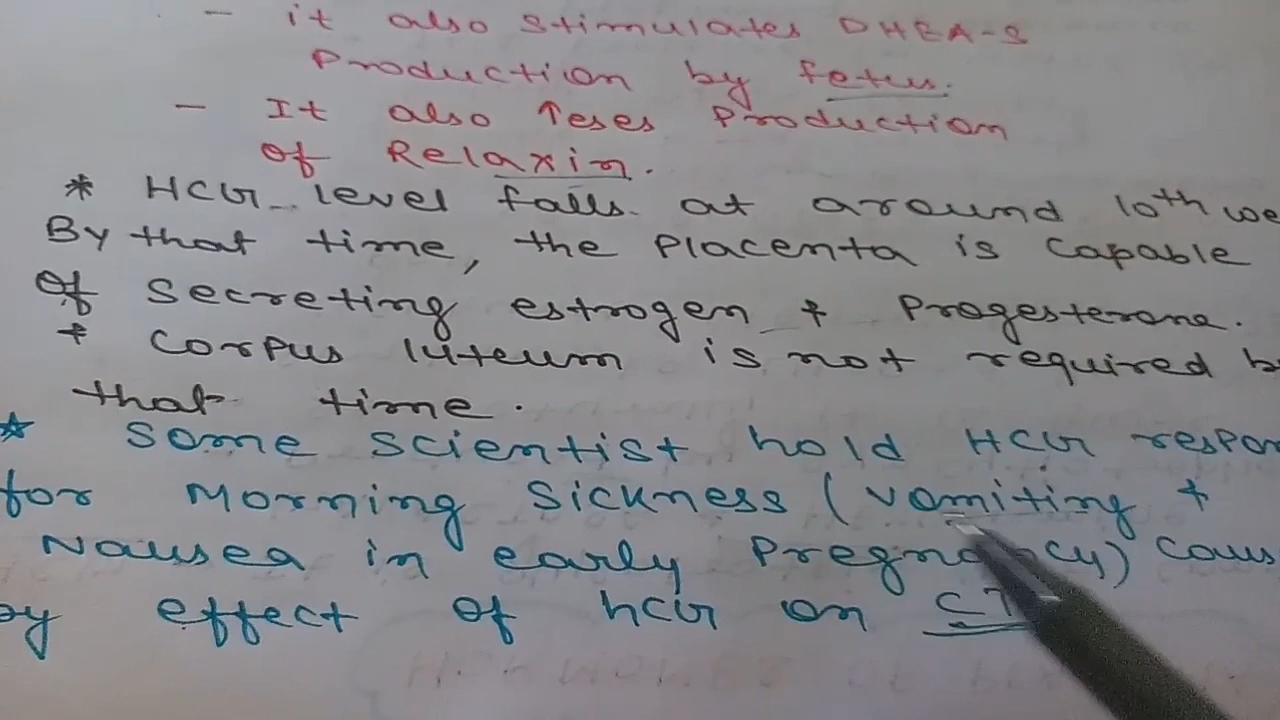 - it also stimulates DHEA-S
Production by fetus.
- It also ↑eses Production
of Relaxin.
* HCG level falls at around 10th we
By that time, the Placenta is capable
of secreting estrogen + Progesterone.
* Corpus luteum is not required b
that time.
* Some scientist hold HCG respon
for Morning Sickness (vomiting +
Nausea in early Pregnancy) caus
by effect of hCG on